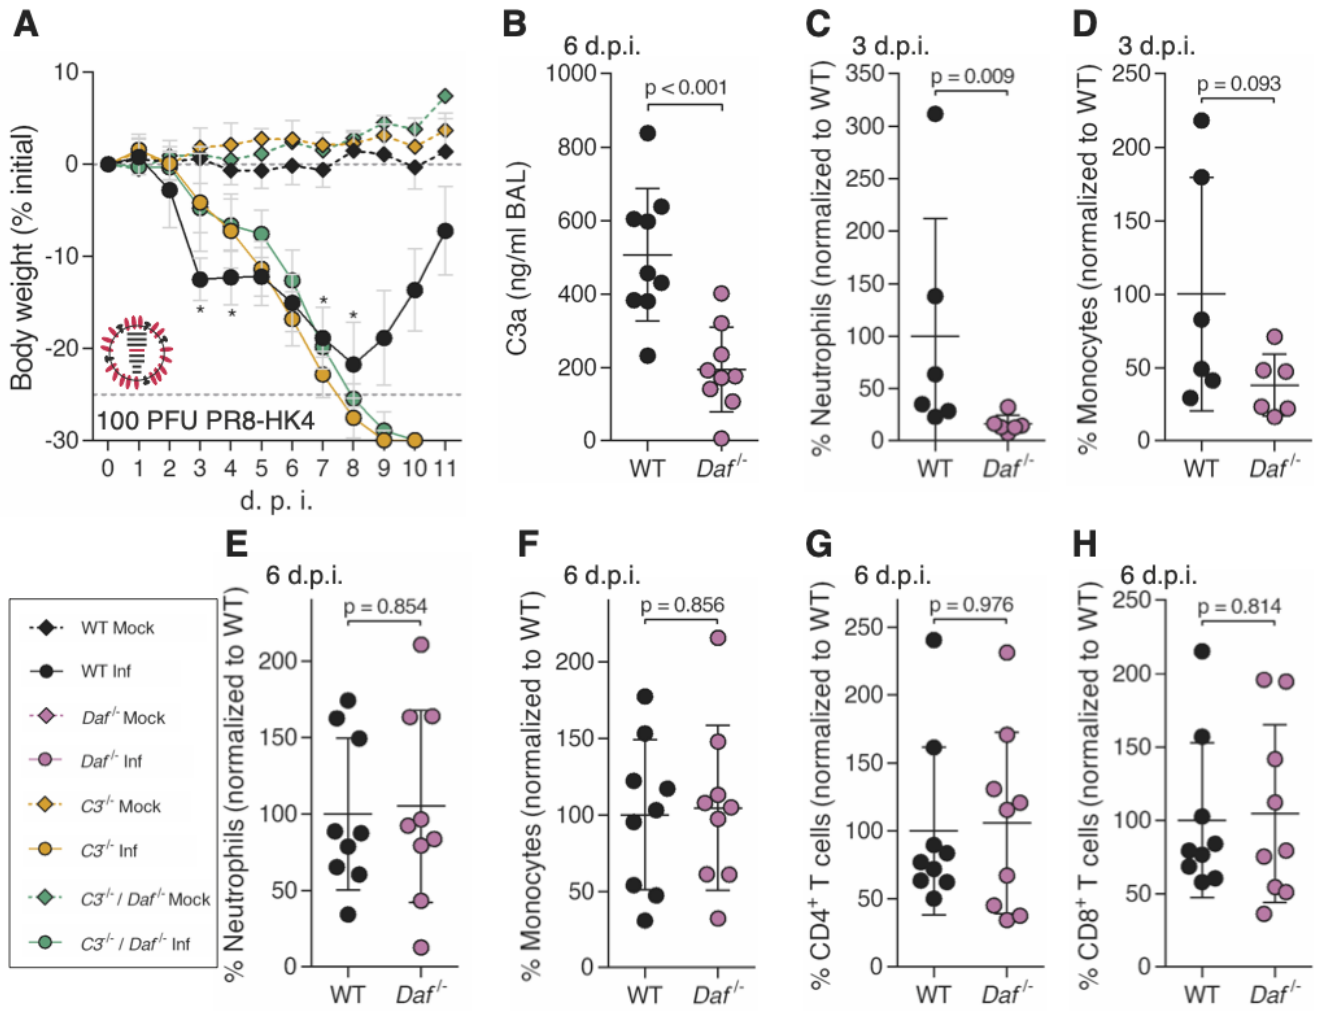 A
Body weight (% initial)
10
0
-10
-20
-30
*
*
*
*
100 PFU PR8-HK4
0 1 2 3 4 5 6 7 8 9 10 11
d. p. i.
B
6 d.p.i.
C3a (ng/ml BAL)
1000
800
600
400
200
0
p < 0.001
WT Daf-/-
C
3 d.p.i.
% Neutrophils (normalized to WT)
350
300
250
200
150
100
50
0
p = 0.009
WT Daf-/-
D
3 d.p.i.
% Monocytes (normalized to WT)
250
200
150
100
50
0
p = 0.093
WT Daf-/-
WT Mock
WT Inf
Daf-/- Mock
Daf-/- Inf
C3-/- Mock
C3-/- Inf
C3-/- / Daf-/- Mock
C3-/- / Daf-/- Inf
E
6 d.p.i.
% Neutrophils (normalized to WT)
200
150
100
50
0
p = 0.854
WT Daf-/-
F
6 d.p.i.
% Monocytes (normalized to WT)
200
150
100
50
0
p = 0.856
WT Daf-/-
G
6 d.p.i.
% CD4+ T cells (normalized to WT)
250
200
150
100
50
0
p = 0.976
WT Daf-/-
H
6 d.p.i.
% CD8+ T cells (normalized to WT)
250
200
150
100
50
0
p = 0.814
WT Daf-/-